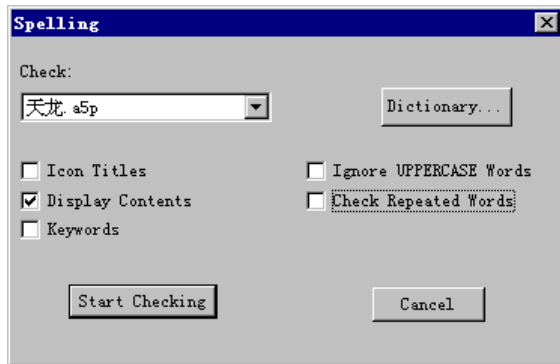 Spelling
Check:
天龙.a5p
Dictionary...
Icon Titles
Ignore UPPERCASE Words
Display Contents
Check Repeated Words
Keywords
Start Checking
Cancel